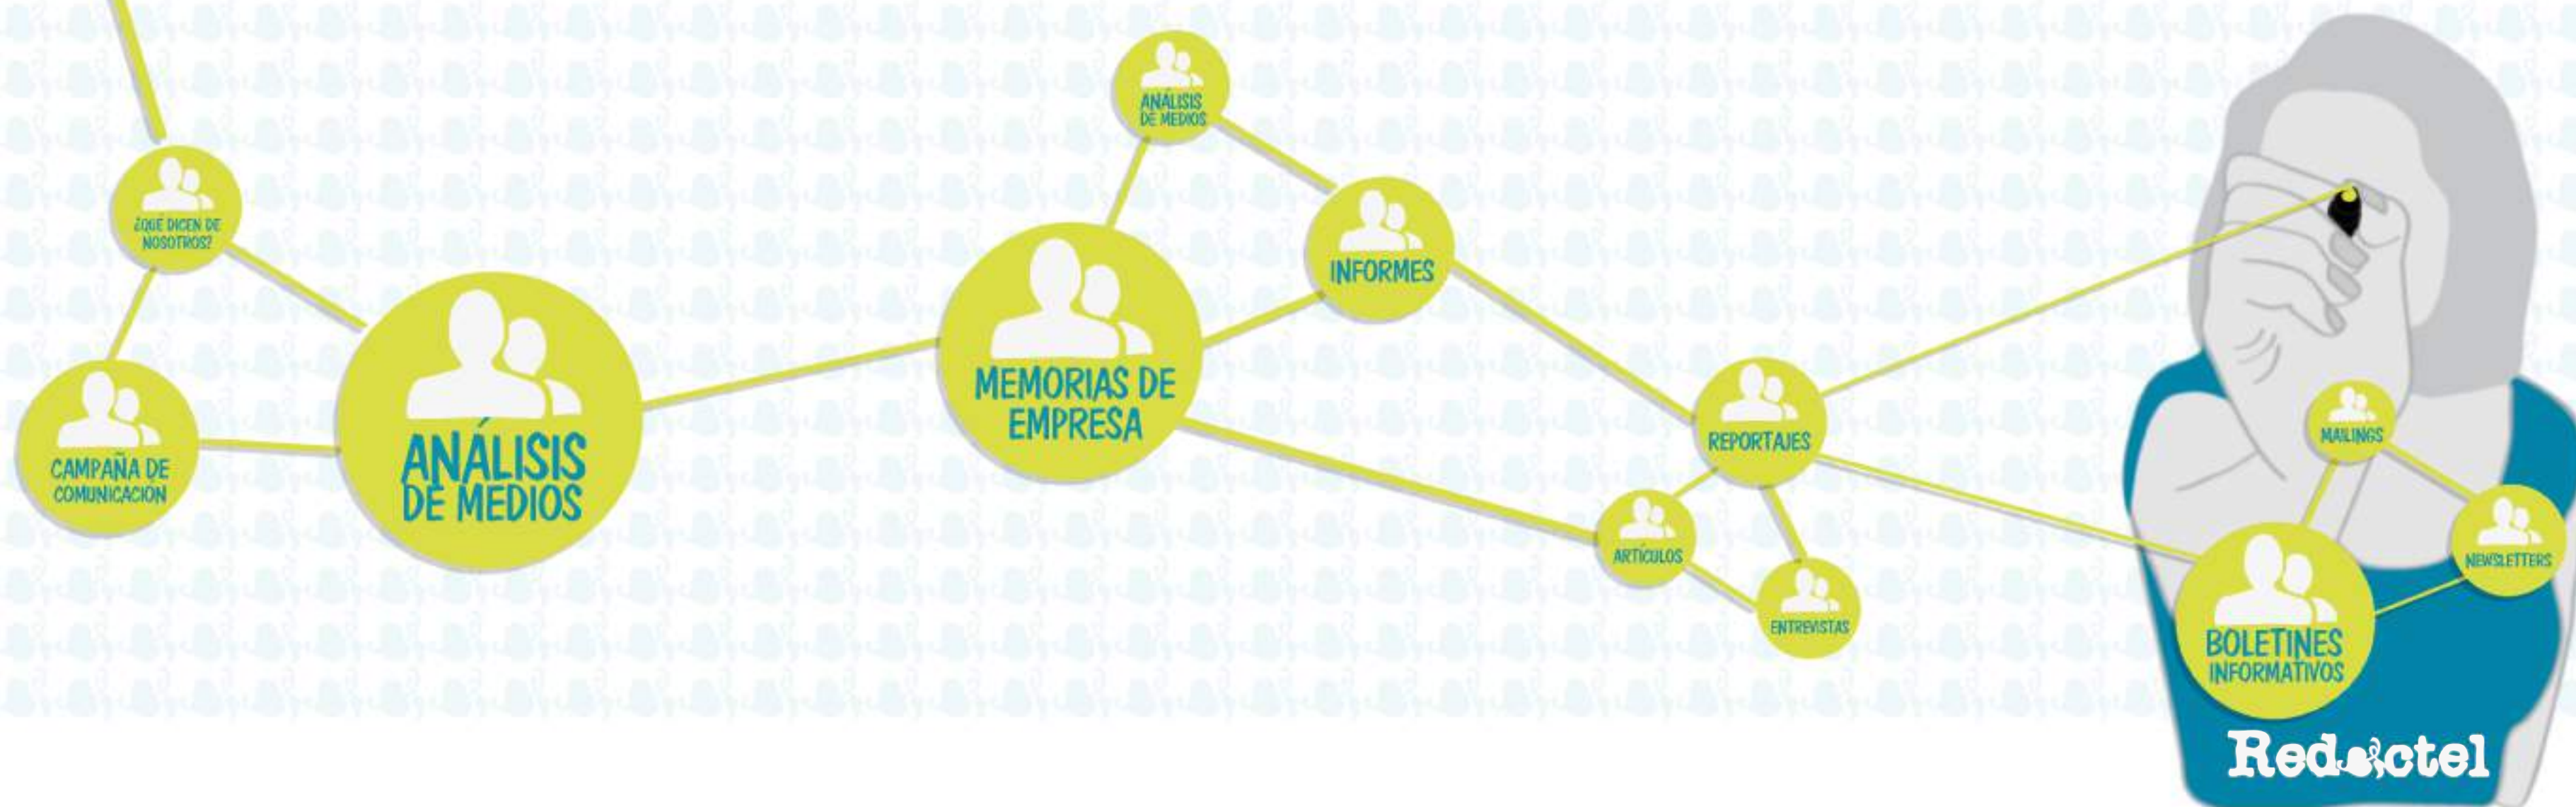 ¿QUÉ DICEN DE
NOSOTROS?
CAMPAÑA DE
COMUNICACIÓN
ANÁLISIS
DE MEDIOS
ANÁLISIS
DE MEDIOS
MEMORIAS DE
EMPRESA
INFORMES
REPORTAJES
ARTÍCULOS
ENTREVISTAS
MAILINGS
NEWSLETTERS
BOLETINES
INFORMATIVOS
Redactel